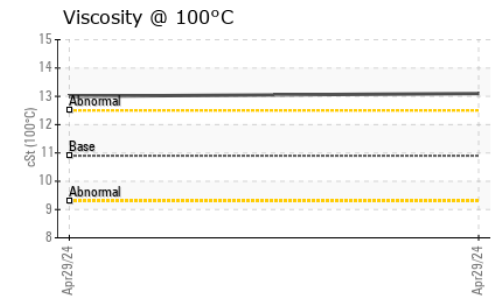 Viscosity @ 100°C
cSt (100°C)
15
14
13
Abnormal
12
Base
11
10
Abnormal
9
8
Apr29/24
Apr29/24